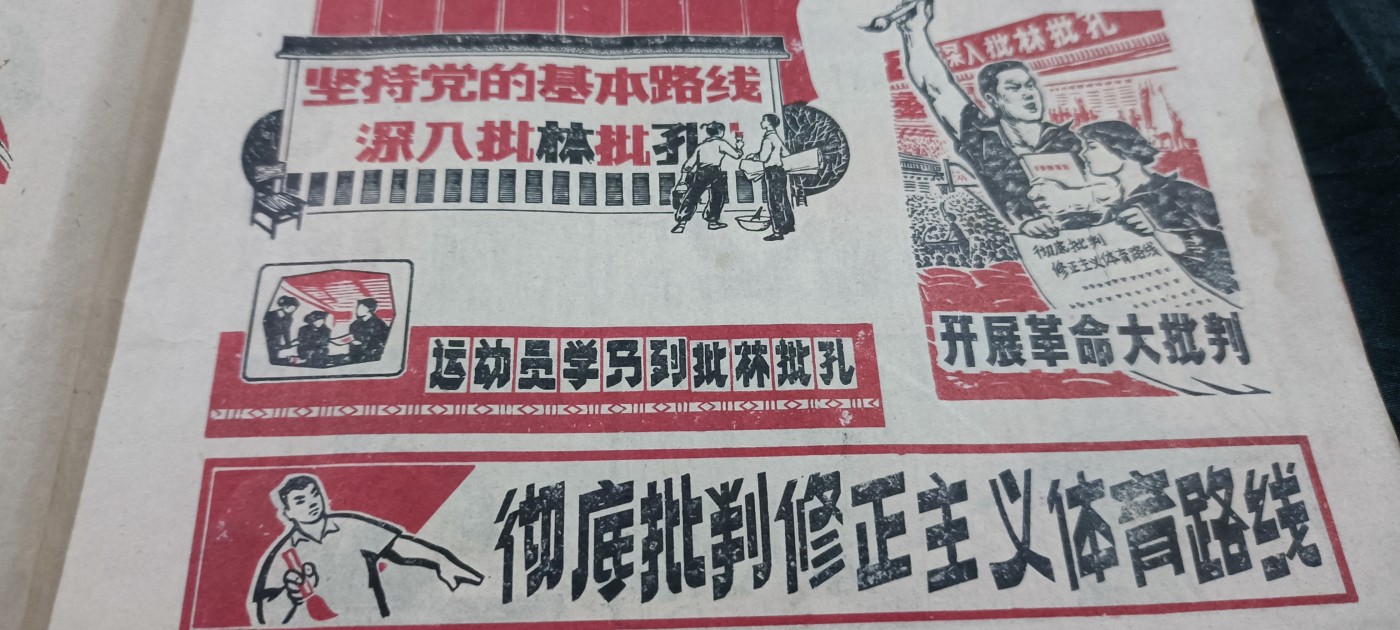 坚持党的基本路线
深入批林批孔
深入批林批孔
彻底批判
修正主义体育路线
开展革命大批判
运动员学马列批林批孔
彻底批判修正主义体育路线